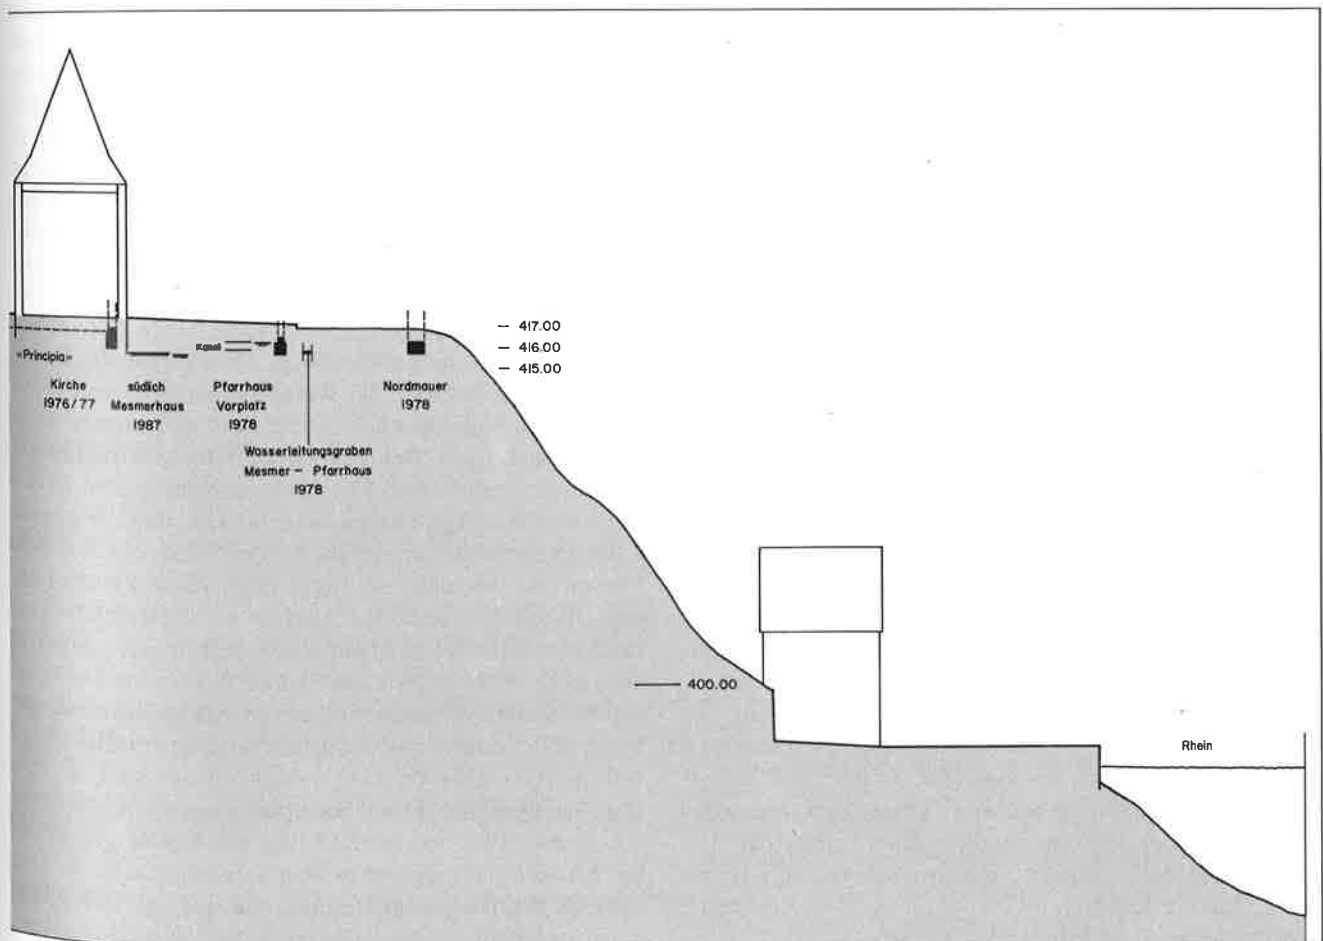 – 417.00
– 416.00
– 415.00
Kanal
«Principia»
Kirche
1976/77
südlich
Mesmerhaus
1987
Pfarrhaus
Vorplatz
1978
Nordmauer
1978
Wasserleitungsgraben
Mesmer – Pfarrhaus
1978
400.00
Rhein